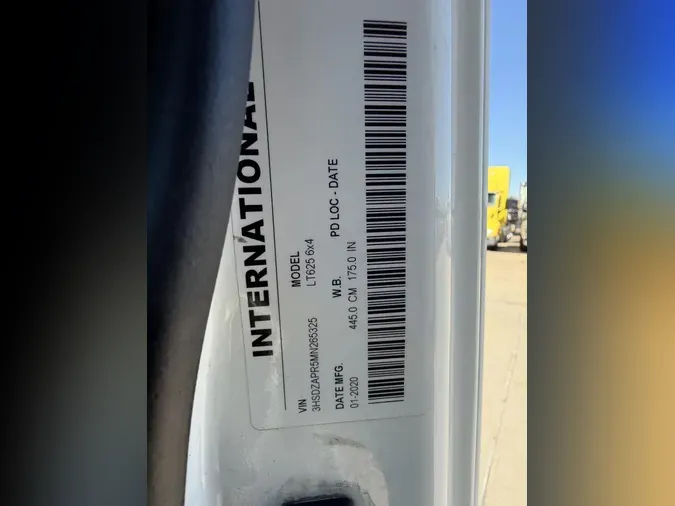 INTERNATIONAL
VIN MODEL
3HSDZAPR5MN265325 LT625 6x4
DATE MFG. W.B. PD LOC - DATE
01-2020 445.0 CM 175.0 IN